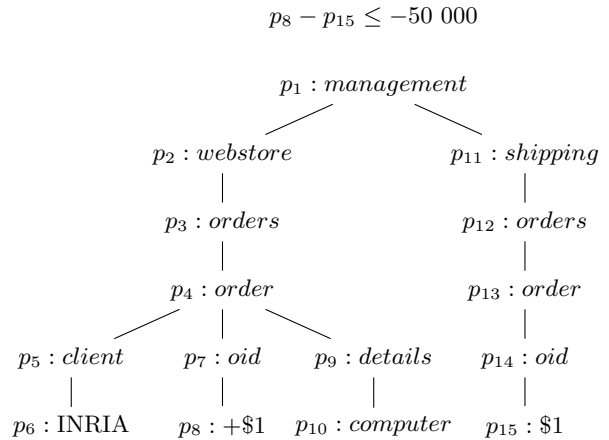 p8 − p15 ≤ −50 000
p1 : management
p2 : webstore p11 : shipping
p3 : orders p12 : orders
p4 : order p13 : order
p5 : client p7 : oid p9 : details p14 : oid
p6 : INRIA p8 : +$1 p10 : computer p15 : $1